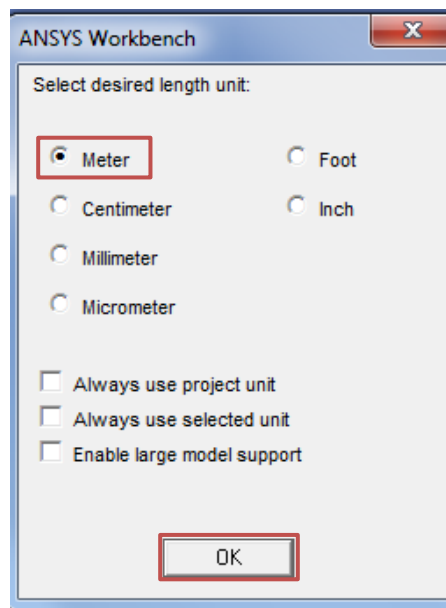 ANSYS Workbench
Select desired length unit:
Meter
Foot
Centimeter
Inch
Millimeter
Micrometer
Always use project unit
Always use selected unit
Enable large model support
OK